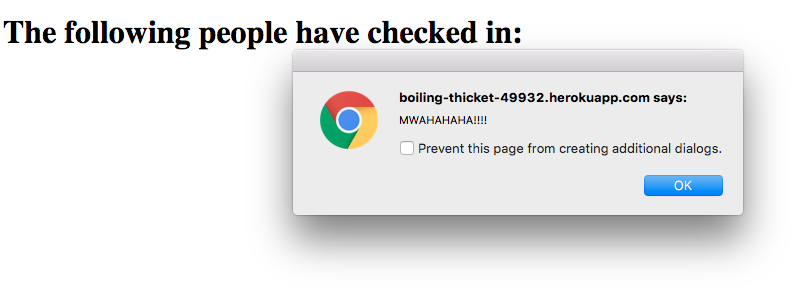 The following people have checked in:
boiling-thicket-49932.herokuapp.com says:
MWAHAHAHA!!!!
Prevent this page from creating additional dialogs.
OK